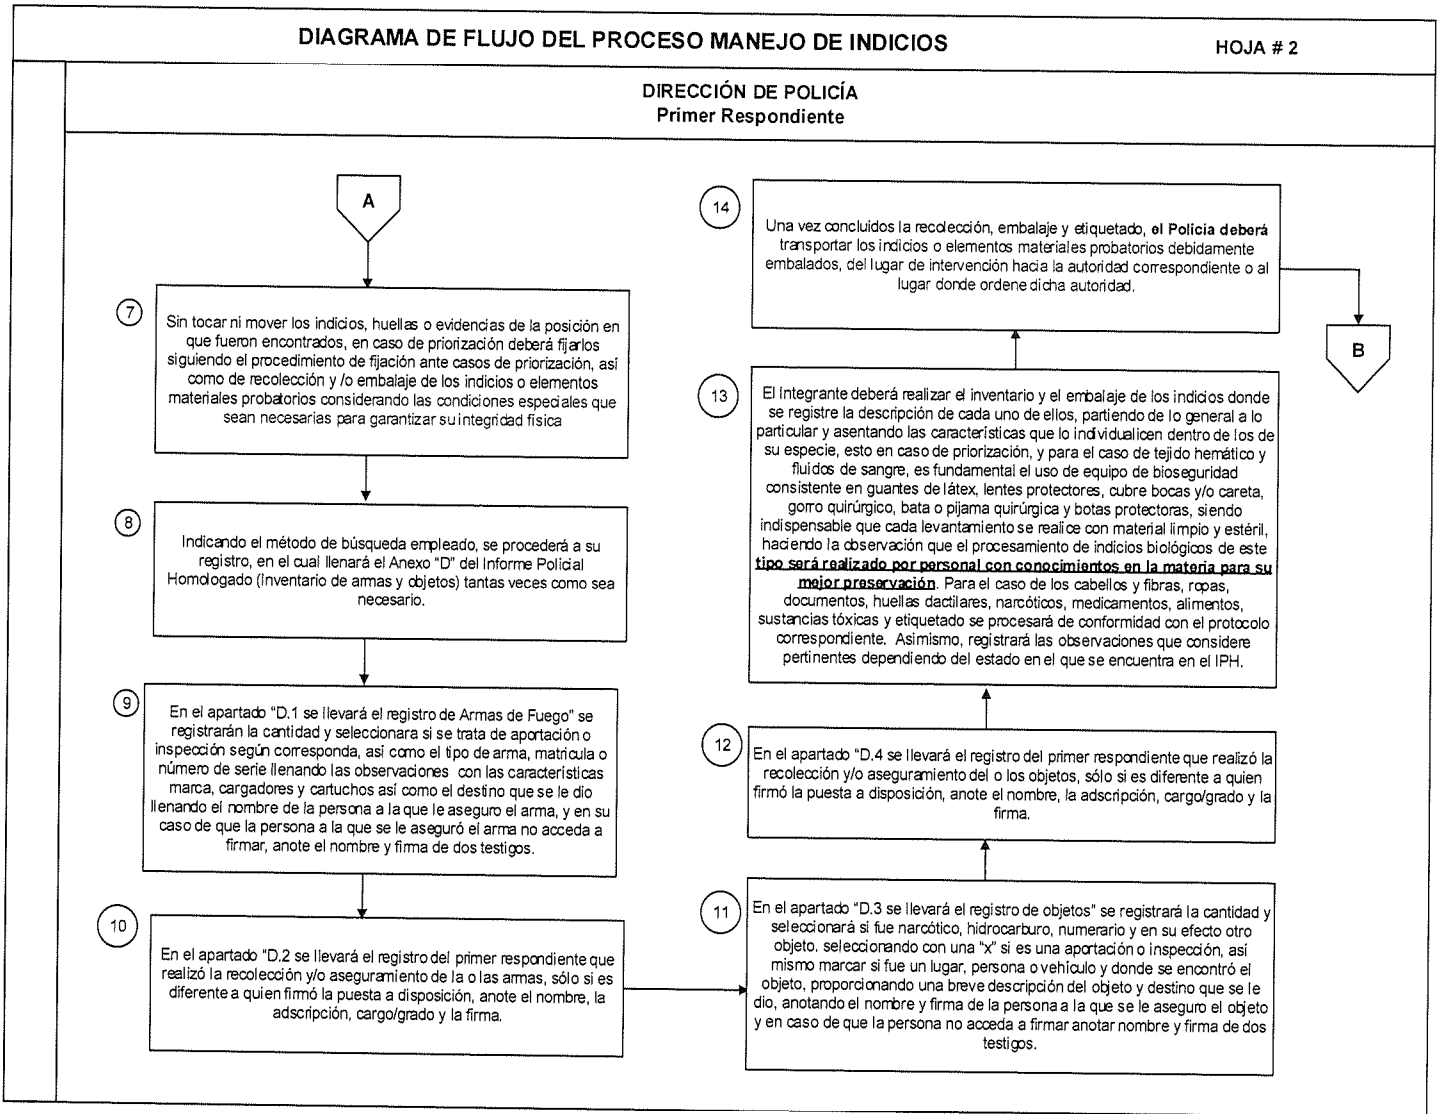 DIAGRAMA DE FLUJO DEL PROCESO MANEJO DE INDICIOS
HOJA # 2
DIRECCIÓN DE POLICÍA
Primer Respondiente
A
7
Sin tocar ni mover los indicios, huellas o evidencias de la posición en
que fueron encontrados, en caso de priorización deberá fijarlos
siguiendo el procedimiento de fijación ante casos de priorización, así
como de recolección y /o embalaje de los indicios o elementos
materiales probatorios considerando las condiciones especiales que
sean necesarias para garantizar su integridad física
8
Indicando el método de búsqueda empleado, se procederá a su
registro, en el cual llenará el Anexo "D" del Informe Policial
Homologado (Inventario de armas y objetos) tantas veces como sea
necesario.
9
En el apartado "D.1 se llevará el registro de Armas de Fuego" se
registrarán la cantidad y seleccionara si se trata de aportación o
inspección según corresponda, así como el tipo de arma, matricula o
número de serie llenando las observaciones con las características
marca, cargadores y cartuchos así como el destino que se le dio
llenando el nombre de la persona a la que le aseguro el arma, y en su
caso de que la persona a la que se le aseguró el arma no acceda a
firmar, anote el nombre y firma de dos testigos.
10
En el apartado "D.2 se llevará el registro del primer respondiente que
realizó la recolección y/o aseguramiento de la o las armas, sólo si es
diferente a quien firmó la puesta a disposición, anote el nombre, la
adscripción, cargo/grado y la firma.
11
En el apartado "D.3 se llevará el registro de objetos" se registrará la cantidad y
seleccionará si fue narcótico, hidrocarburo, numerario y en su efecto otro
objeto, seleccionando con una "x" si es una aportación o inspección, así
mismo marcar si fue un lugar, persona o vehículo y donde se encontró el
objeto, proporcionando una breve descripción del objeto y destino que se le
dio, anotando el nombre y firma de la persona a la que se le aseguro el objeto
y en caso de que la persona no acceda a firmar anotar nombre y firma de dos
testigos.
12
En el apartado "D.4 se llevará el registro del primer respondiente que realizó la
recolección y/o aseguramiento del o los objetos, sólo si es diferente a quien
firmó la puesta a disposición, anote el nombre, la adscripción, cargo/grado y la
firma.
13
El Integrante deberá realizar el inventario y el embalaje de los indicios donde
se registre la descripción de cada uno de ellos, partiendo de lo general a lo
particular y asentando las características que lo individualicen dentro de los de
su especie, esto en caso de priorización, y para el caso de tejido hemático y
fluidos de sangre, es fundamental el uso de equipo de bioseguridad
consistente en guantes de látex, lentes protectores, cubre bocas y/o careta,
gorro quirúrgico, bata o pijama quirúrgica y botas protectoras, siendo
indispensable que cada levantamiento se realice con material limpio y estéril,
haciendo la observación que el procesamiento de indicios biológicos de este
tipo será realizado por personal con conocimientos en la materia para su
mejor preservación. Para el caso de los cabellos y fibras, ropas,
documentos, huellas dactilares, narcóticos, medicamentos, alimentos,
sustancias tóxicas y etiquetado se procesará de conformidad con el protocolo
correspondiente. Asimismo, registrará las observaciones que considere
pertinentes dependiendo del estado en el que se encuentra en el IPH.
14
Una vez concluidos la recolección, embalaje y etiquetado, el Policía deberá
transportar los indicios o elementos materiales probatorios debidamente
embalados, del lugar de intervención hacia la autoridad correspondiente o al
lugar donde ordene dicha autoridad.
B